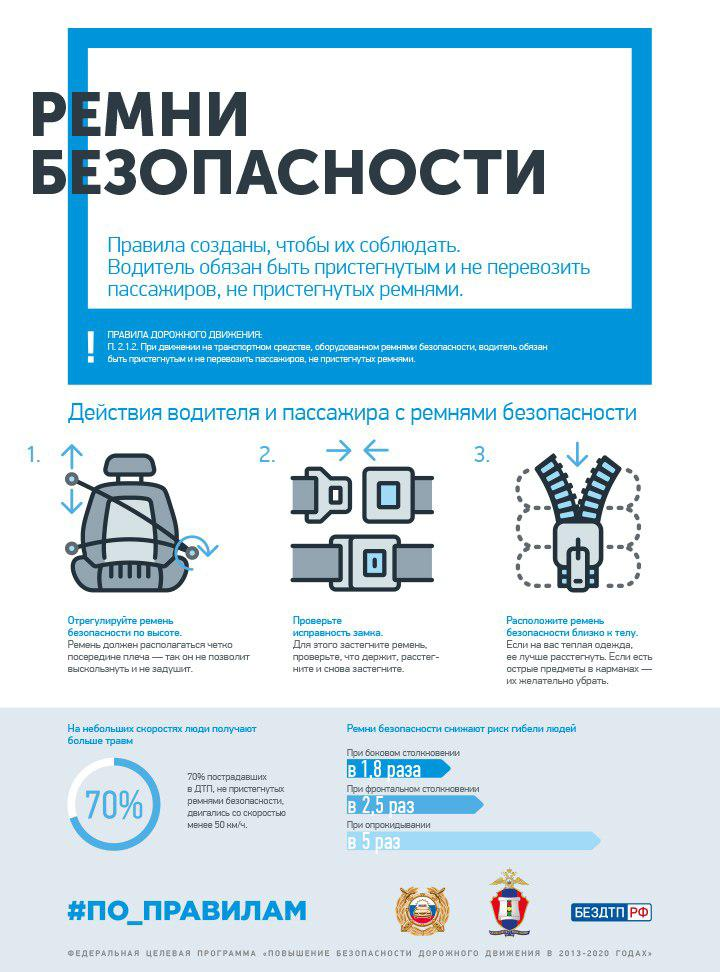 РЕМНИ
БЕЗОПАСНОСТИ
Правила созданы, чтобы их соблюдать.
Водитель обязан быть пристегнутым и не перевозить
пассажиров, не пристегнутых ремнями.
!
ПРАВИЛА ДОРОЖНОГО ДВИЖЕНИЯ:
П. 2.1.2. При движении на транспортном средстве, оборудованном ремнями безопасности, водитель обязан
быть пристегнутым и не перевозить пассажиров, не пристегнутых ремнями.
Действия водителя и пассажира с ремнями безопасности
1.
Отрегулируйте ремень
безопасности по высоте.
Ремень должен располагаться четко
посередине плеча — так он не позволит
выскользнуть и не задушит.
2.
Проверьте
исправность замка.
Для этого застегните ремень,
проверьте, что держит, расстег-
ните и снова застегните.
3.
Расположите ремень
безопасности близко к телу.
Если на вас теплая одежда,
ее лучше расстегнуть. Если есть
острые предметы в карманах —
их желательно убрать.
На небольших скоростях люди получают
больше травм
70%
70% пострадавших
в ДТП, не пристегнутых
ремнями безопасности,
двигались со скоростью
менее 50 км/ч.
Ремни безопасности снижают риск гибели людей
При боковом столкновении
в 1,8 раза
При фронтальном столкновении
в 2,5 раз
При опрокидывании
в 5 раз
#ПО_ПРАВИЛАМ
БЕЗДТП РФ
ФЕДЕРАЛЬНАЯ ЦЕЛЕВАЯ ПРОГРАММА «ПОВЫШЕНИЕ БЕЗОПАСНОСТИ ДОРОЖНОГО ДВИЖЕНИЯ В 2013-2020 ГОДАХ»